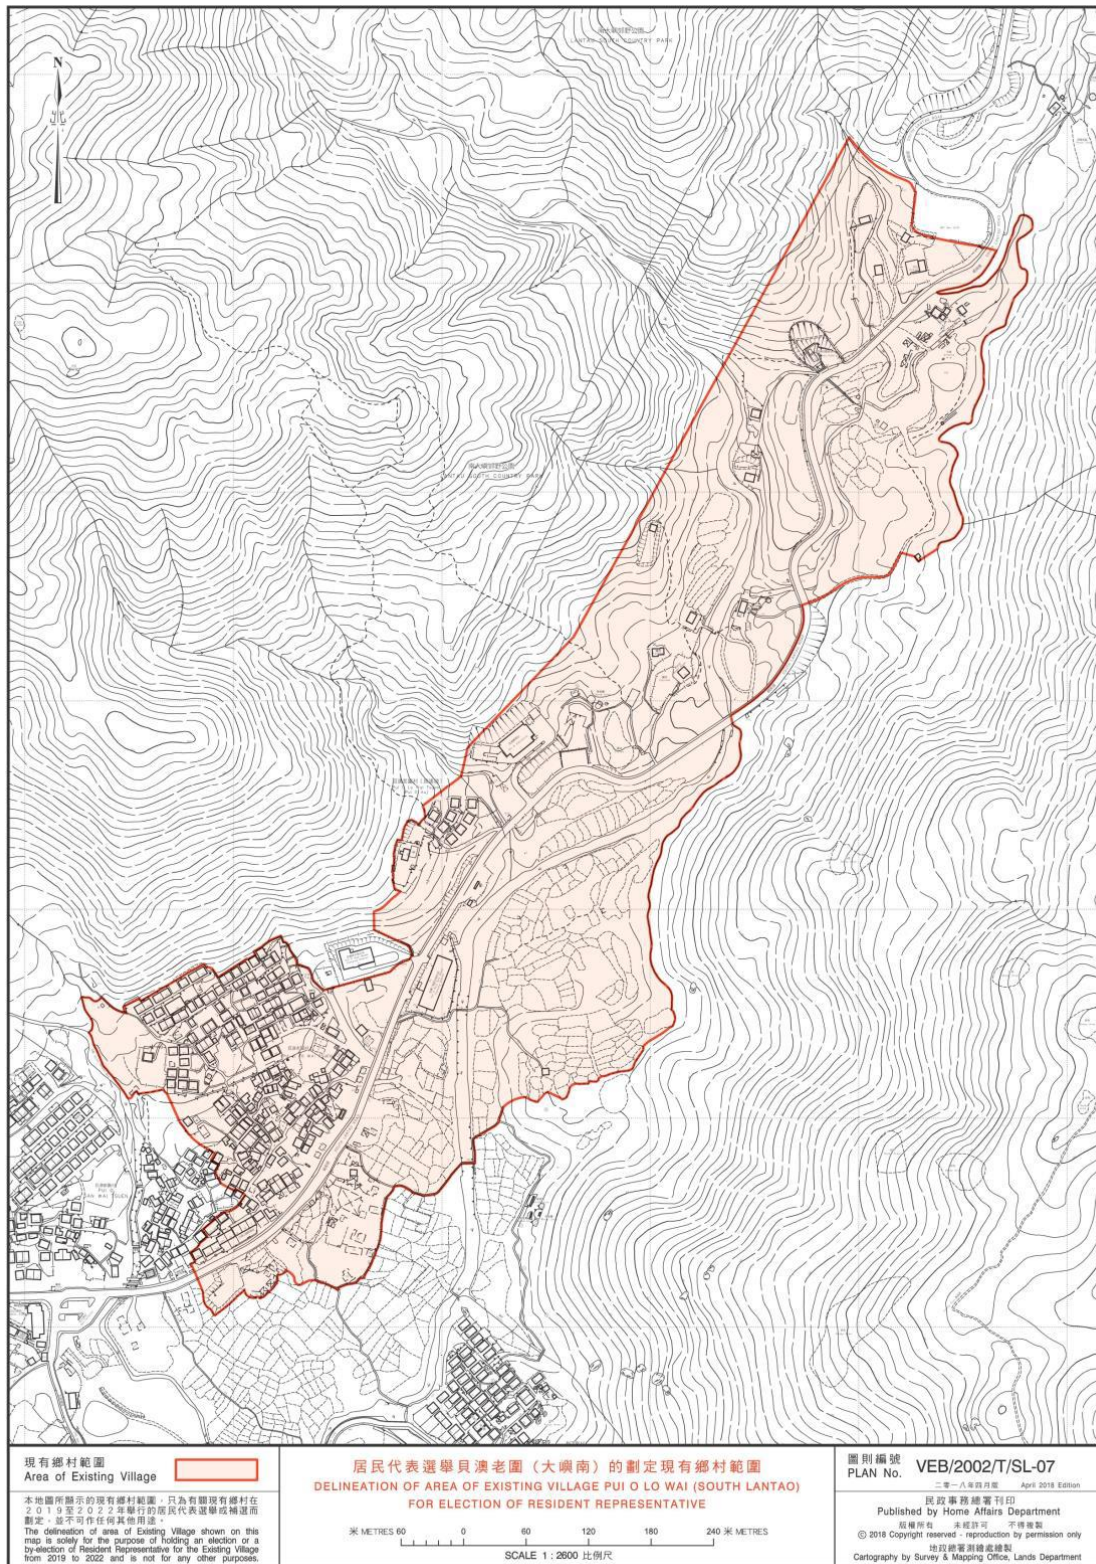 N
北
LANTAU SOUTH COUNTRY PARK
南大嶼郊野公園
LANTAU SOUTH COUNTRY PARK
現有鄉村範圍
Area of Existing Village
本地圖所顯示的現有鄉村範圍，只為有關現有鄉村在
2019至2022年舉行的居民代表選舉或補選而
劃定，並不可作任何其他用途。
The delineation of area of Existing Village shown on this
map is solely for the purpose of holding an election or a
by-election of Resident Representative for the Existing Village
from 2019 to 2022 and is not for any other purposes.
居民代表選舉貝澳老圍（大嶼南）的劃定現有鄉村範圍
DELINEATION OF AREA OF EXISTING VILLAGE PUI O LO WAI (SOUTH LANTAO)
FOR ELECTION OF RESIDENT REPRESENTATIVE
米 METRES 60 0 60 120 180 240 米 METRES
SCALE 1 : 2600 比例尺
圖則編號
PLAN No. VEB/2002/T/SL-07
二零一八年四月版 April 2018 Edition
民政事務總署刊印
Published by Home Affairs Department
版權所有 未經許可 不得複製
© 2018 Copyright reserved - reproduction by permission only
地政總署測繪處繪製
Cartography by Survey & Mapping Office, Lands Department